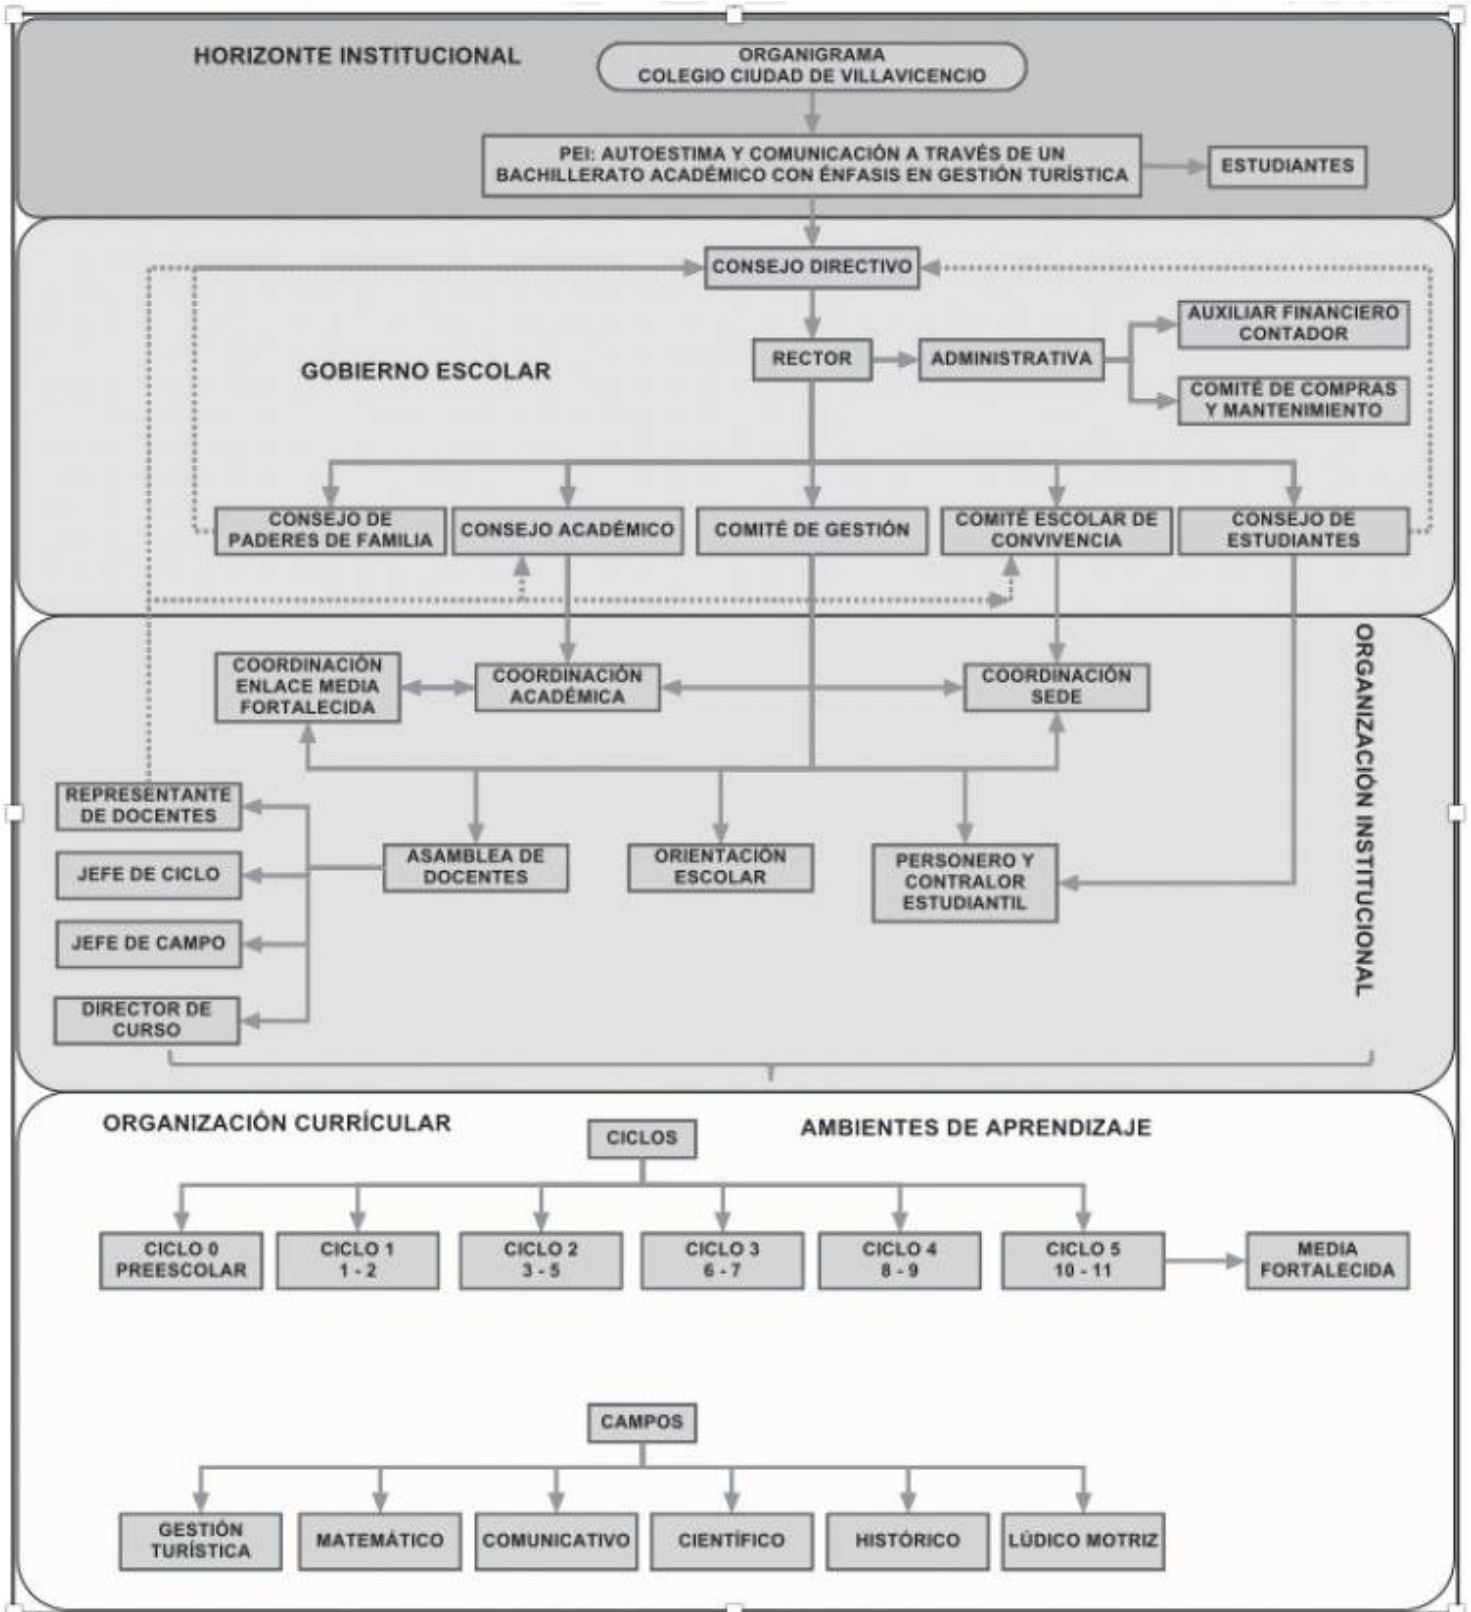 HORIZONTE INSTITUCIONAL
ORGANIGRAMA
COLEGIO CIUDAD DE VILLAVICENCIO
PEI: AUTOESTIMA Y COMUNICACIÓN A TRAVÉS DE UN
BACHILLERATO ACADÉMICO CON ÉNFASIS EN GESTIÓN TURÍSTICA
ESTUDIANTES
CONSEJO DIRECTIVO
GOBIERNO ESCOLAR
RECTOR
ADMINISTRATIVA
AUXILIAR FINANCIERO
CONTADOR
COMITÉ DE COMPRAS
Y MANTENIMIENTO
CONSEJO DE
PADERES DE FAMILIA
CONSEJO ACADÉMICO
COMITÉ DE GESTIÓN
COMITÉ ESCOLAR DE
CONVIVENCIA
CONSEJO DE
ESTUDIANTES
ORGANIZACIÓN INSTITUCIONAL
COORDINACIÓN
ENLACE MEDIA
FORTALECIDA
COORDINACIÓN
ACADÉMICA
COORDINACIÓN
SEDE
REPRESENTANTE
DE DOCENTES
JEFE DE CICLO
JEFE DE CAMPO
DIRECTOR DE
CURSO
ASAMBLEA DE
DOCENTES
ORIENTACIÓN
ESCOLAR
PERSONERO Y
CONTRALOR
ESTUDIANTIL
ORGANIZACIÓN CURRÍCULAR
AMBIENTES DE APRENDIZAJE
CICLOS
CICLO 0
PREESCOLAR
CICLO 1
1 - 2
CICLO 2
3 - 5
CICLO 3
6 - 7
CICLO 4
8 - 9
CICLO 5
10 - 11
MEDIA
FORTALECIDA
CAMPOS
GESTIÓN
TURÍSTICA
MATEMÁTICO
COMUNICATIVO
CIENTÍFICO
HISTÓRICO
LÚDICO MOTRIZ